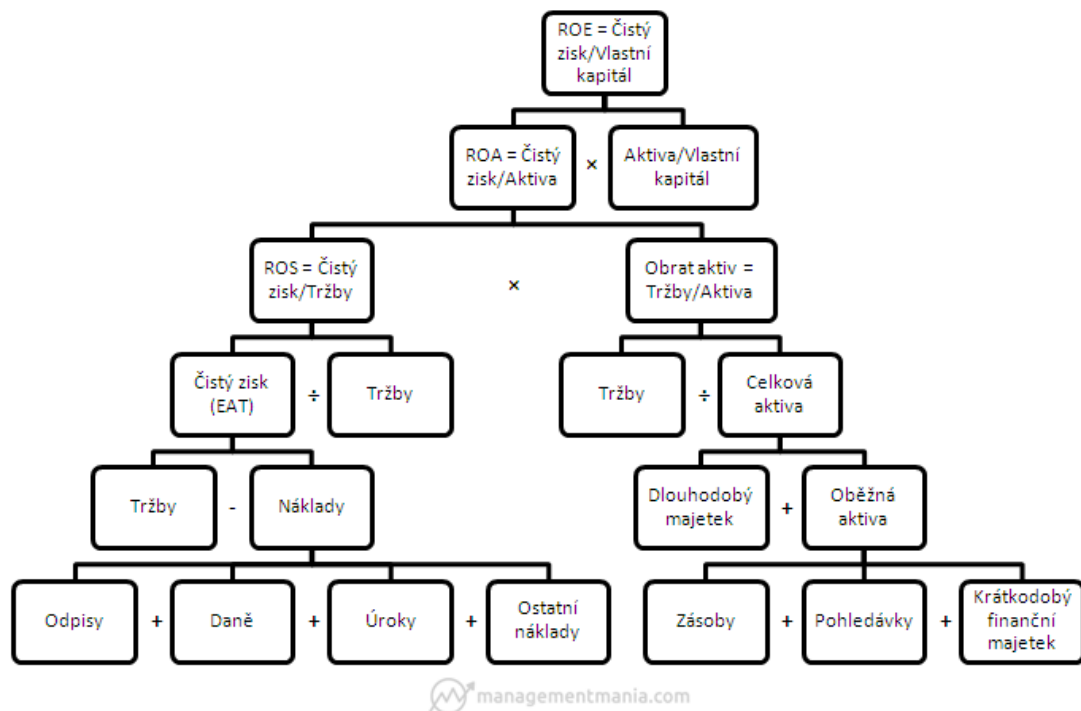 ROE = Čistý
zisk/Vlastní
kapitál
ROA = Čistý
zisk/Aktiva
×
Aktiva/Vlastní
kapitál
ROS = Čistý
zisk/Tržby
×
Obrat aktiv =
Tržby/Aktiva
Čistý zisk
(EAT)
÷
Tržby
Tržby
÷
Celková
aktiva
Tržby
-
Náklady
Dlouhodobý
majetek
+
Oběžná
aktiva
Odpisy
+
Daně
+
Úroky
+
Ostatní
náklady
Zásoby
+
Pohledávky
+
Krátkodobý
finanční
majetek
managementmania.com